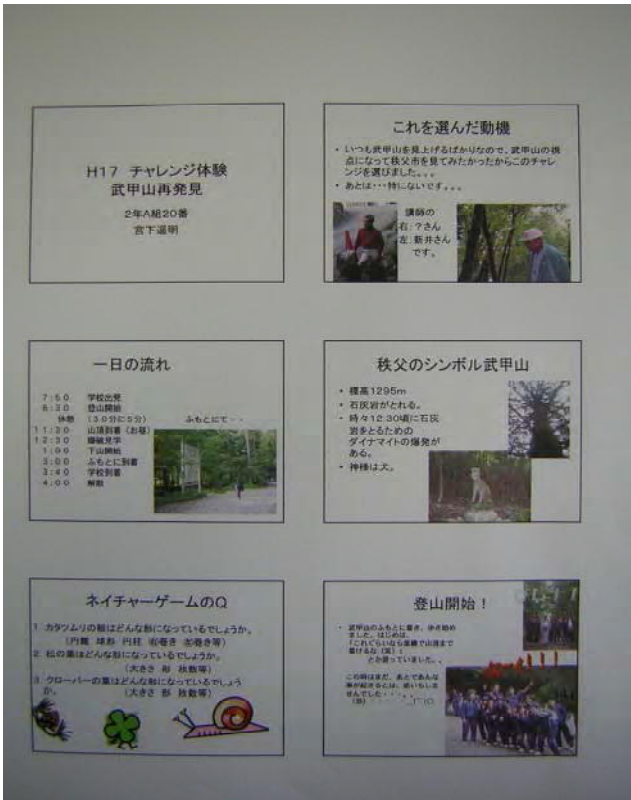 H17 チャレンジ体験
武甲山再発見
2年A組20番
宮下遥明
これを選んだ動機
• いつも武甲山を見上げるばかりなので、武甲山の視
点になって秩父市を見てみたかったからこのチャレ
ンジを選びました。。。
• あとは・・・特にないです。。。
講師の
右:?さん
左:新井さん
です。
一日の流れ
7:50 学校出発
8:30 登山開始
休憩 (30分に5分)
11:30 山頂到着(お昼)
12:30 爆破見学
1:00 下山開始
3:00 ふもとに到着
3:40 学校到着
4:00 解散
ふもとにて・・
秩父のシンボル武甲山
• 標高1295m
• 石灰岩がとれる。
• 時々12:30頃に石灰
岩をとるための
ダイナマイトの爆発が
ある。
• 神様は犬。
ネイチャーゲームのQ
1 カタツムリの殻はどんな形になっているでしょうか。
(円錐 球形 円柱 右巻き 左巻き等)
2 松の葉はどんな形になっているでしょうか。
(大きさ 形 枚数等)
3 クローバーの葉はどんな形になっているでしょう
か。 (大きさ 形 枚数等)
登山開始!
• 武甲山のふもとに着き、歩き始め
ました。はじめは、
「これぐらいなら楽勝で山頂まで
着けるな(笑)」
とか思っていました。。
この時はまだ、あとであんな
事が起きるとは、思いもしま
せんでした・・・。。